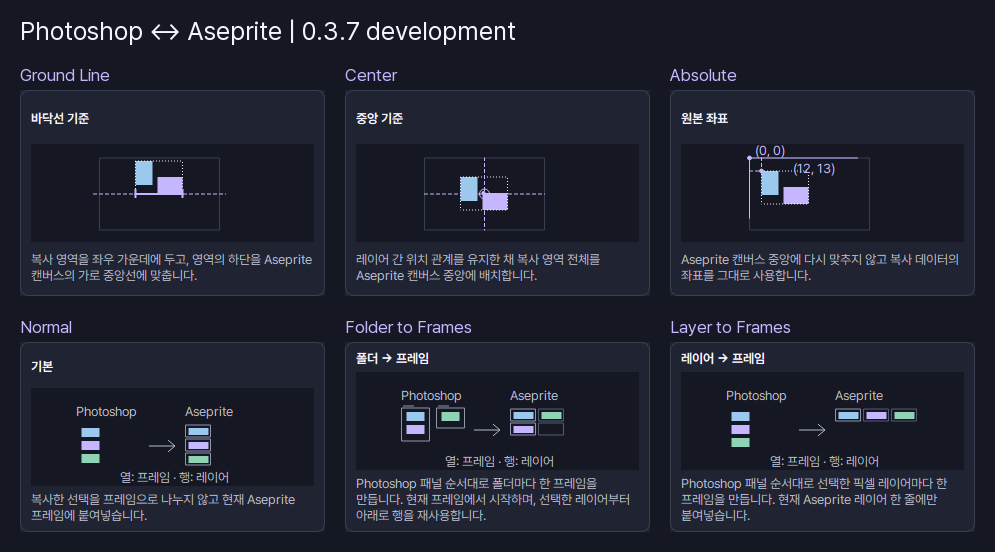 Photoshop ↔ Aseprite | 0.3.7 development
Ground Line
바닥선 기준
복사 영역을 좌우 가운데에 두고, 영역의 하단을 Aseprite
캔버스의 가로 중앙선에 맞춥니다.
Center
중앙 기준
레이어 간 위치 관계를 유지한 채 복사 영역 전체를
Aseprite 캔버스 중앙에 배치합니다.
Absolute
원본 좌표
(0, 0)
(12, 13)
Aseprite 캔버스 중앙에 다시 맞추지 않고 복사 데이터의
좌표를 그대로 사용합니다.
Normal
기본
Photoshop
Aseprite
열: 프레임 · 행: 레이어
복사한 선택을 프레임으로 나누지 않고 현재 Aseprite
프레임에 붙여넣습니다.
Folder to Frames
폴더 → 프레임
Photoshop
Aseprite
열: 프레임 · 행: 레이어
Photoshop 패널 순서대로 폴더마다 한 프레임을
만듭니다. 현재 프레임에서 시작하며, 선택한 레이어부터
아래로 행을 재사용합니다.
Layer to Frames
레이어 → 프레임
Photoshop
Aseprite
열: 프레임 · 행: 레이어
Photoshop 패널 순서대로 선택한 픽셀 레이어마다 한
프레임을 만듭니다. 현재 Aseprite 레이어 한 줄에만
붙여넣습니다.